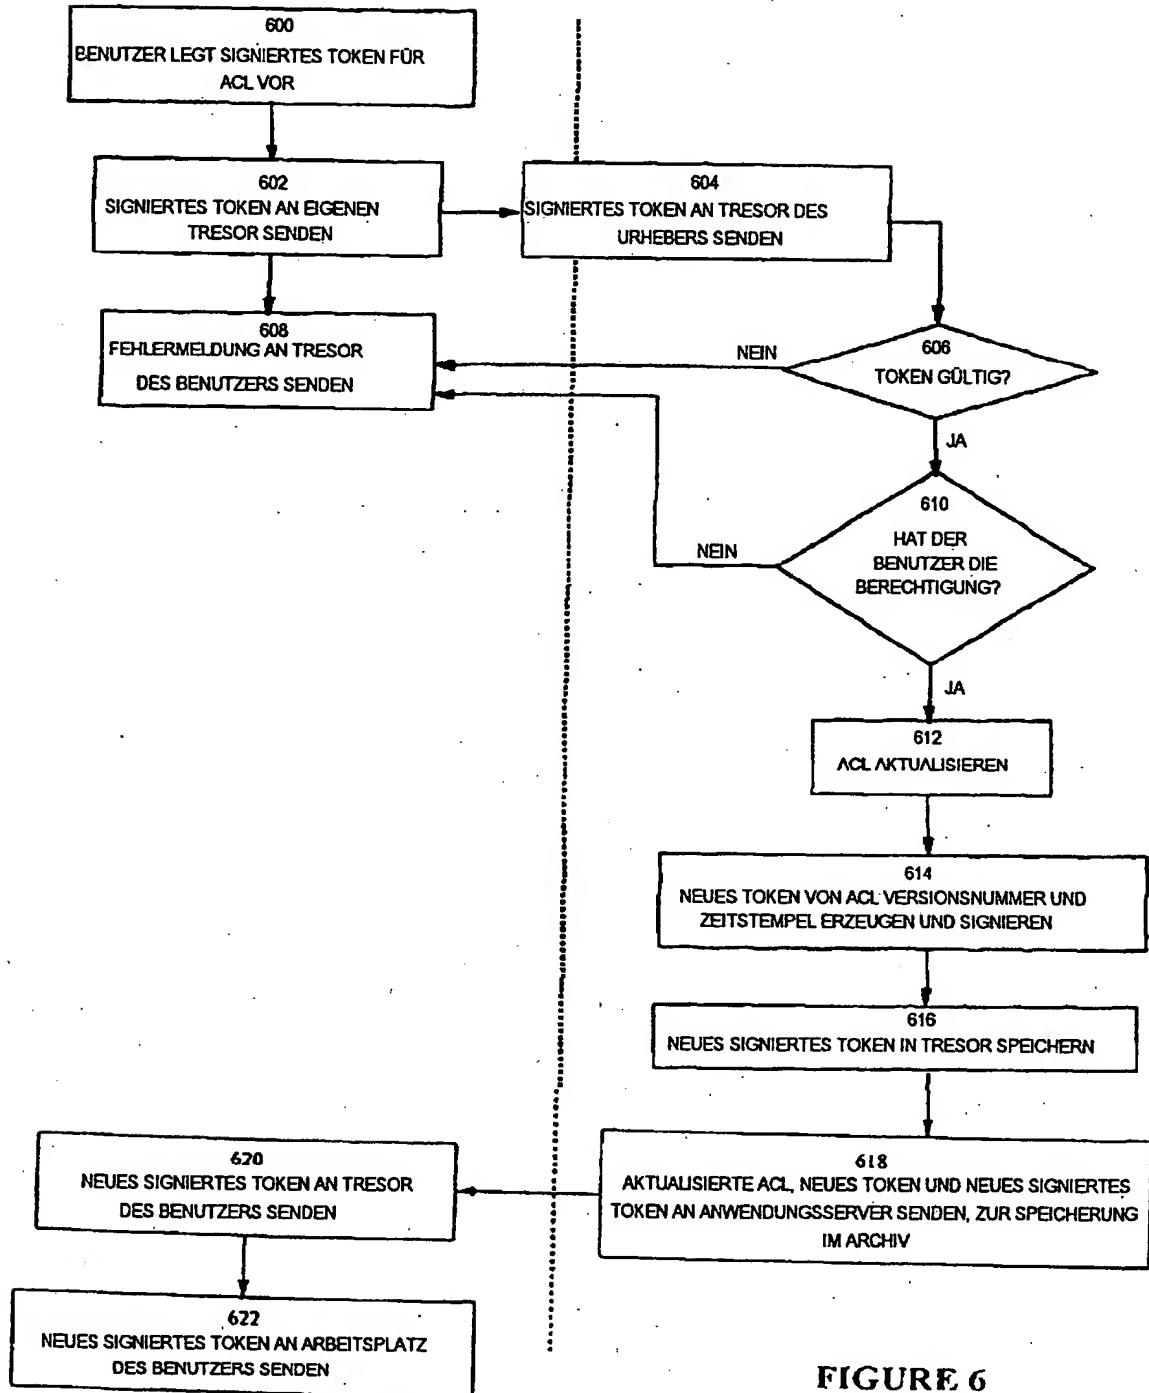 600
BENUTZER LEGT SIGNIERTES TOKEN FÜR
ACL VOR
602
SIGNIERTES TOKEN AN EIGENEN
TRESOR SENDEN
604
SIGNIERTES TOKEN AN TRESOR DES
URHEBERS SENDEN
608
FEHLERMELDUNG AN TRESOR
DES BENUTZERS SENDEN
NEIN
606
TOKEN GÜLTIG?
JA
610
HAT DER
BENUTZER DIE
BERECHTIGUNG?
NEIN
JA
612
ACL AKTUALISIEREN
614
NEUES TOKEN VON ACL VERSIONSNUMMER UND
ZEITSTEMPEL ERZEUGEN UND SIGNIEREN
616
NEUES SIGNIERTES TOKEN IN TRESOR SPEICHERN
618
AKTUALISIERTE ACL, NEUES TOKEN UND NEUES SIGNIERTES
TOKEN AN ANWENDUNGSSERVER SENDEN, ZUR SPEICHERUNG
IM ARCHIV
620
NEUES SIGNIERTES TOKEN AN TRESOR
DES BENUTZERS SENDEN
622
NEUES SIGNIERTES TOKEN AN ARBEITSPLATZ
DES BENUTZERS SENDEN
FIGURE 6